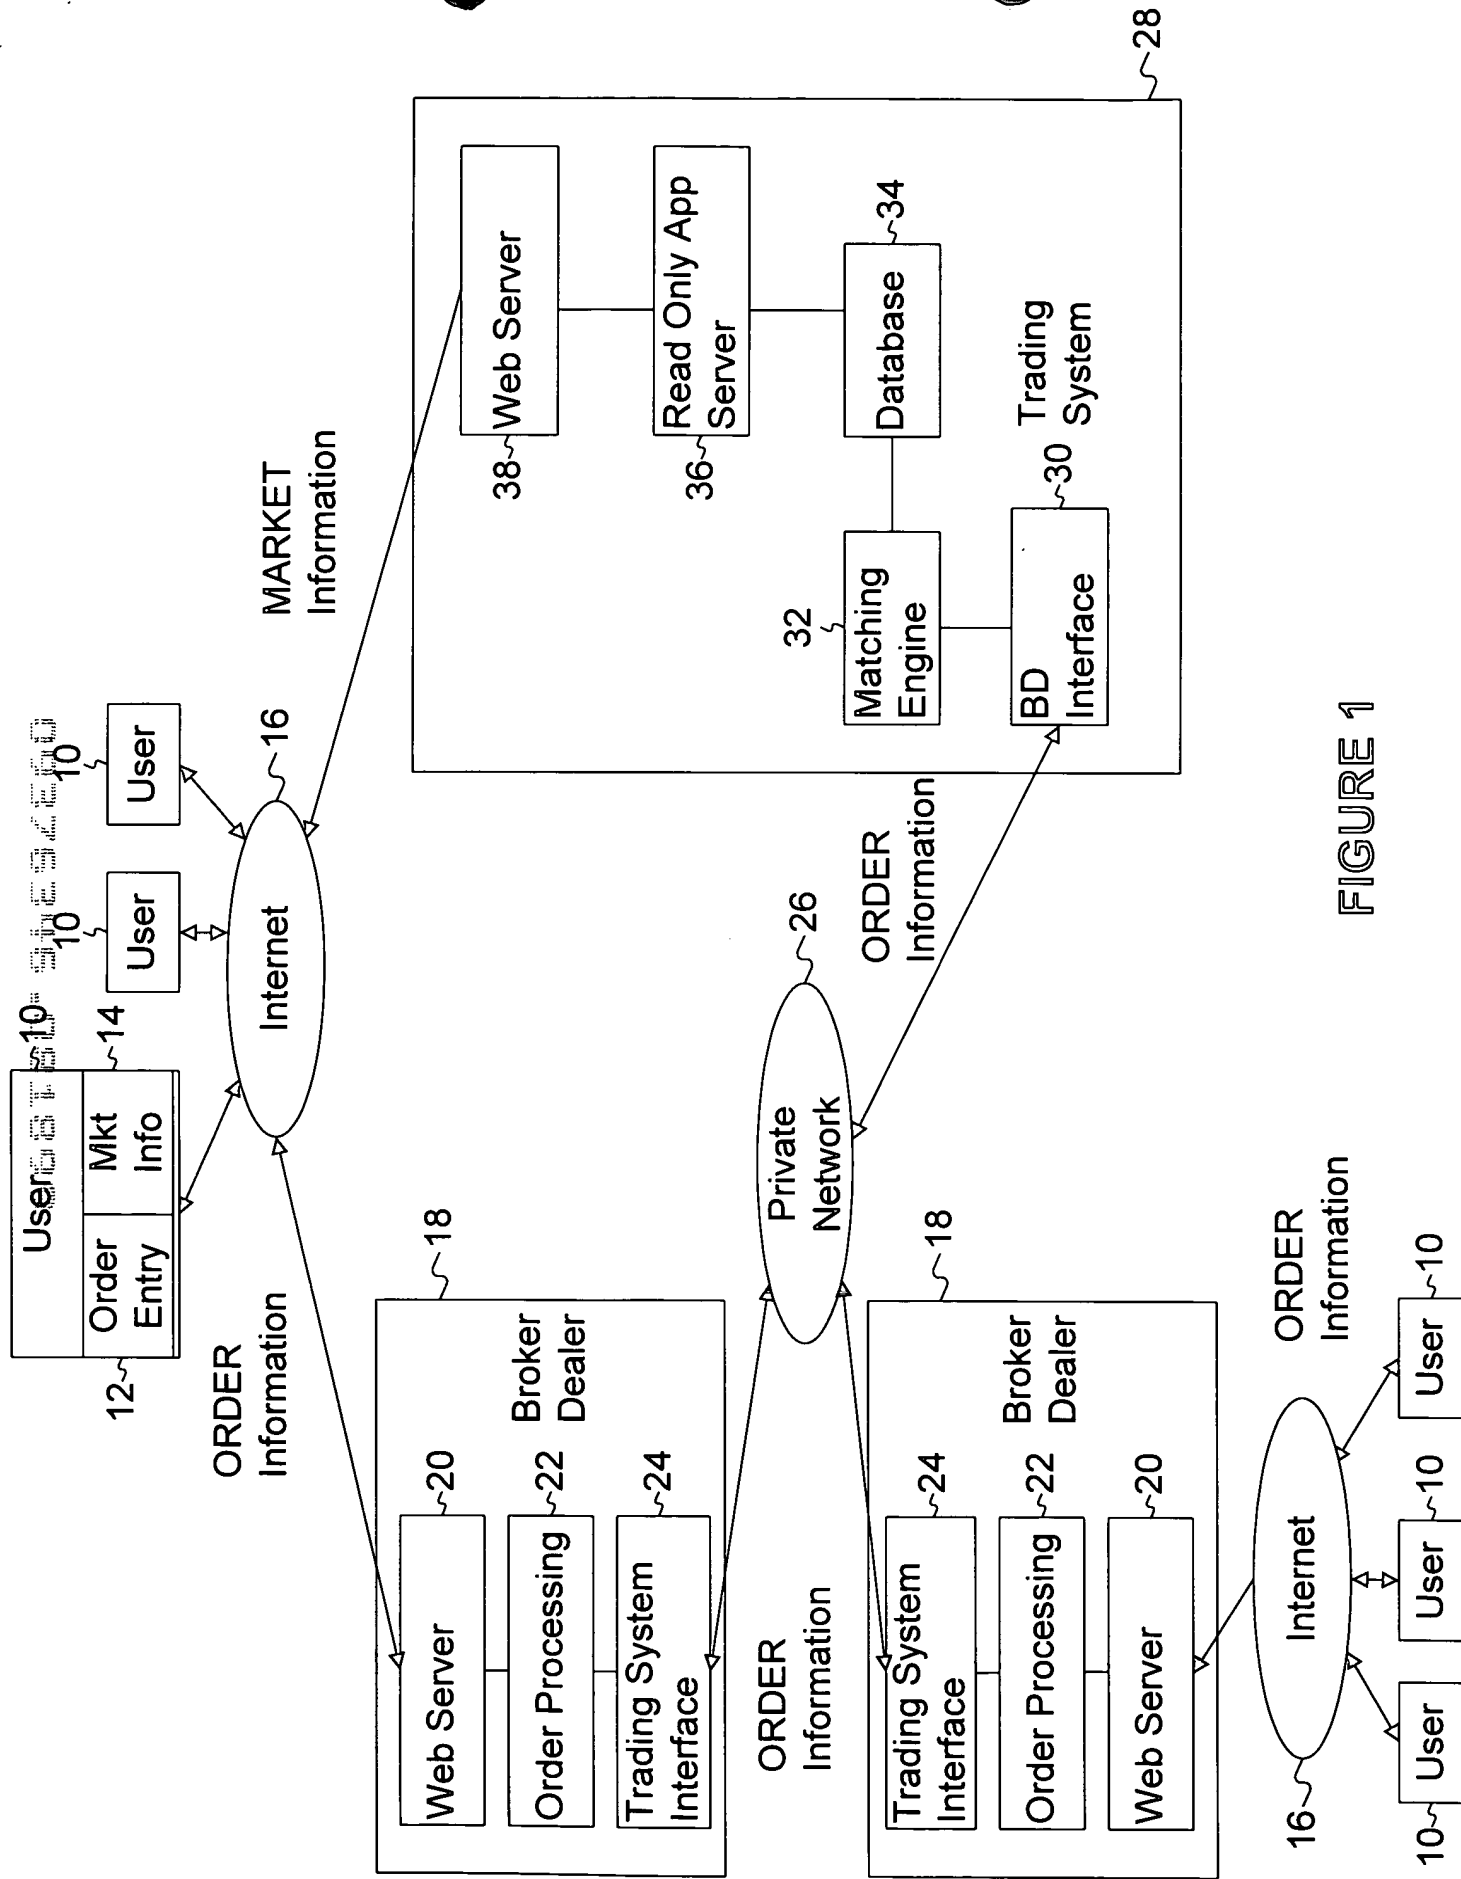 User
10
Order
Entry
12
Mkt
Info
14
User
10
User
10
Internet
16
ORDER
Information
MARKET
Information
18
Broker
Dealer
Web Server
20
Order Processing
22
Trading System
Interface
24
ORDER
Information
Private
Network
26
ORDER
Information
18
Broker
Dealer
Trading System
Interface
24
Order Processing
22
Web Server
20
Internet
16
ORDER
Information
User
10
User
10
User
10
28
Web Server
38
Read Only App
Server
36
Database
34
Matching
Engine
32
BD
Interface
30
Trading
System
FIGURE 1